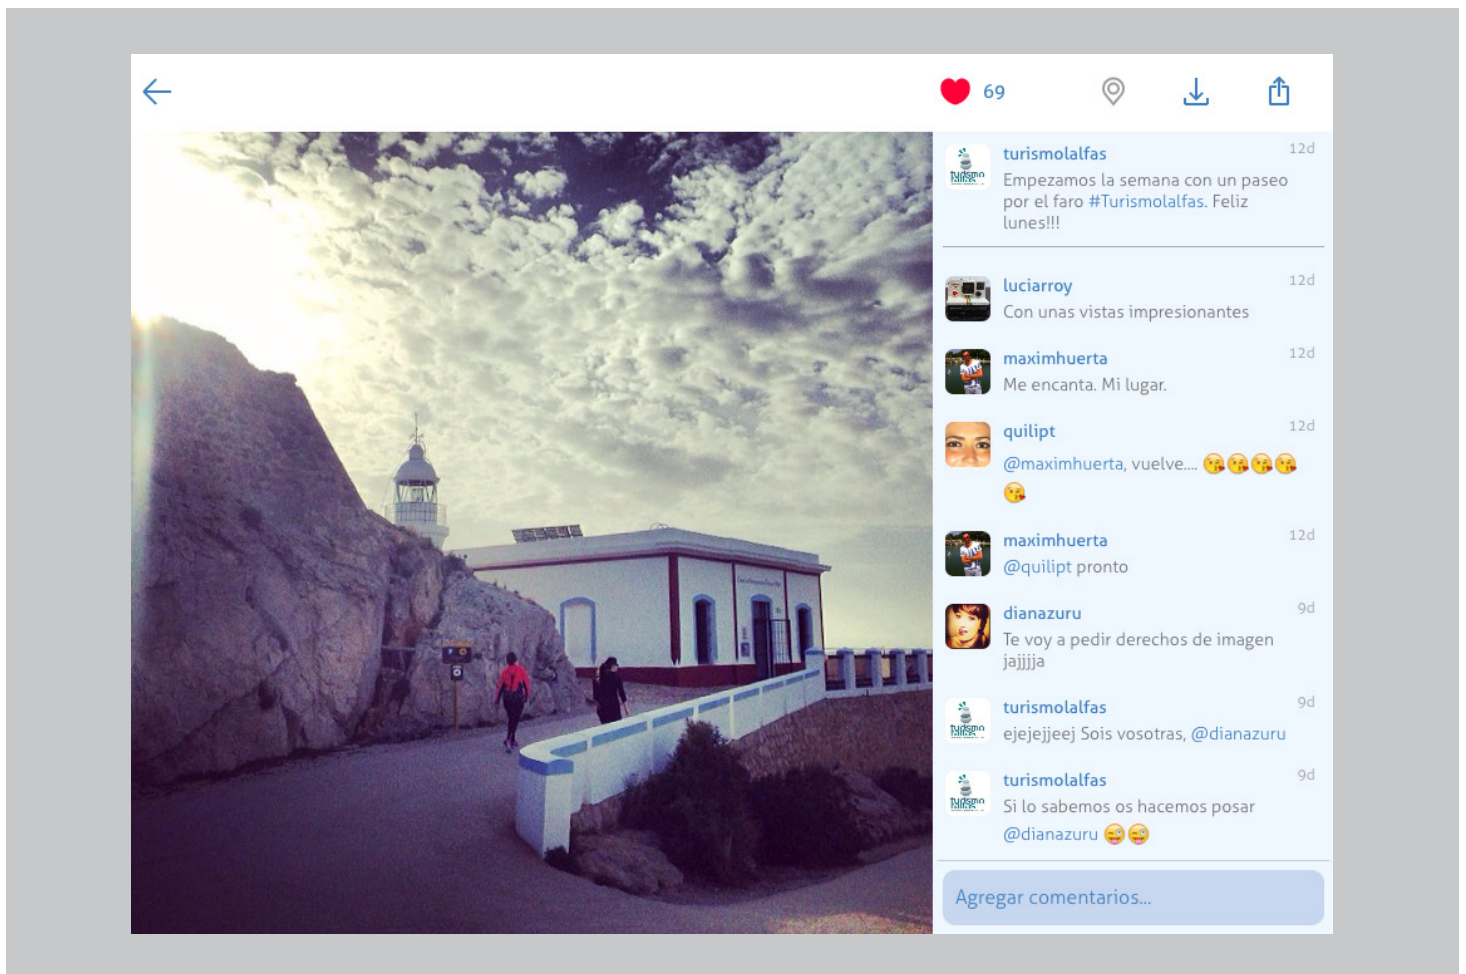 69
turismolalfas 12d
Empezamos la semana con un paseo
por el faro #Turismolalfas. Feliz
lunes!!!
luciarroy 12d
Con unas vistas impresionantes
maximhuerta 12d
Me encanta. Mi lugar.
quilipt 12d
@maximhuerta, vuelve.... 😘😘😘😘
😘
maximhuerta 12d
@quilipt pronto
dianazuru 9d
Te voy a pedir derechos de imagen
jajjjja
turismolalfas 9d
ejejejjeej Sois vosotras, @dianazuru
turismolalfas 9d
Si lo sabemos os hacemos posar
@dianazuru 😜😜
Agregar comentarios...